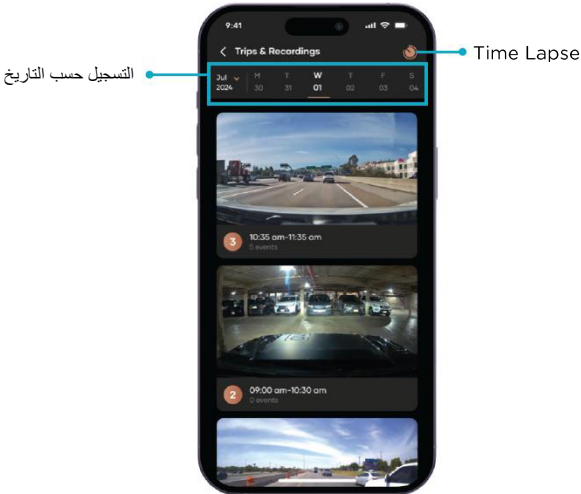 9:41
Trips & Recordings
Time Lapse
التسجيل حسب التاريخ
Jul M T W T F S
2024 30 31 01 02 03 04
3 10:35 am-11:35 am
5 events
2 09:00 am-10:30 am
0 events